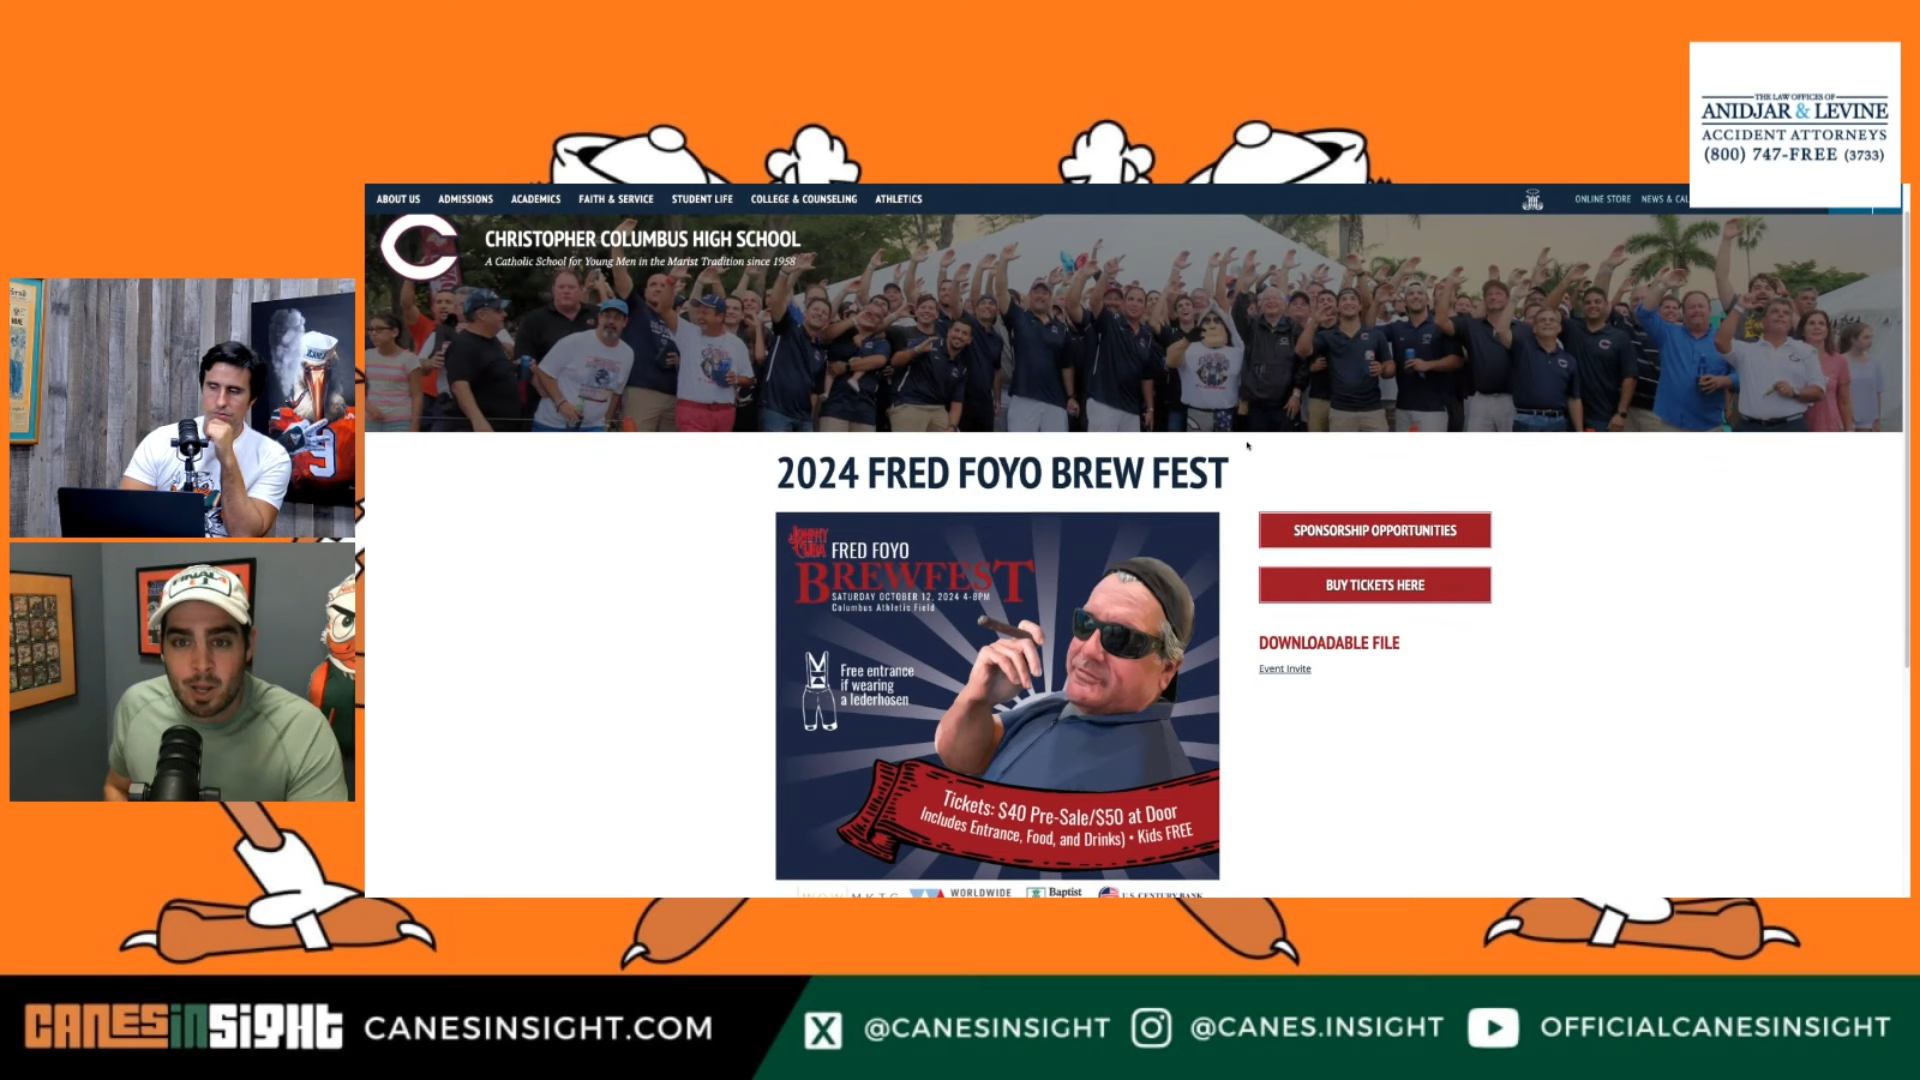 THE LAW OFFICES OF
ANIDJAR & LEVINE
ACCIDENT ATTORNEYS
(800) 747-FREE (3733)
ABOUT US ADMISSIONS ACADEMICS FAITH & SERVICE STUDENT LIFE COLLEGE & COUNSELING ATHLETICS
ONLINE STORE NEWS & CAL
CHRISTOPHER COLUMBUS HIGH SCHOOL
A Catholic School for Young Men in the Marist Tradition since 1958
2024 FRED FOYO BREW FEST
FRED FOYO
BREWFEST
SATURDAY OCTOBER 12, 2024 4-8PM
Columbus Athletic Field
Free entrance
if wearing
a lederhosen
Tickets: $40 Pre-Sale/$50 at Door
Includes Entrance, Food, and Drinks) • Kids FREE
SPONSORSHIP OPPORTUNITIES
BUY TICKETS HERE
DOWNLOADABLE FILE
Event Invite
WORLDWIDE
Baptist
U.S. CENTURY BANK
CANESINSIGHT
CANESINSIGHT.COM
@CANESINSIGHT
@CANES.INSIGHT
OFFICIALCANESINSIGHT